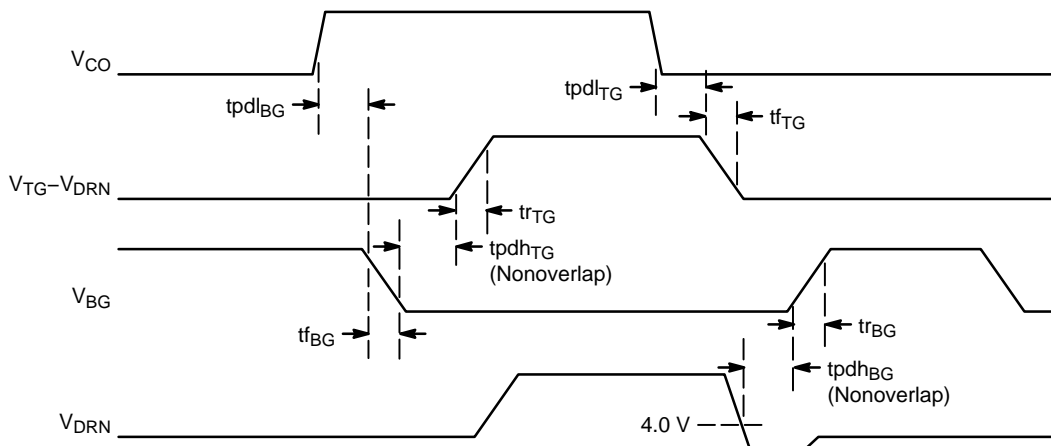 V_CO
tpdl_BG
tpdl_TG
tf_TG
V_TG–V_DRN
tr_TG
tpdh_TG
(Nonoverlap)
V_BG
tf_BG
tr_BG
tpdh_BG
(Nonoverlap)
V_DRN
4.0 V